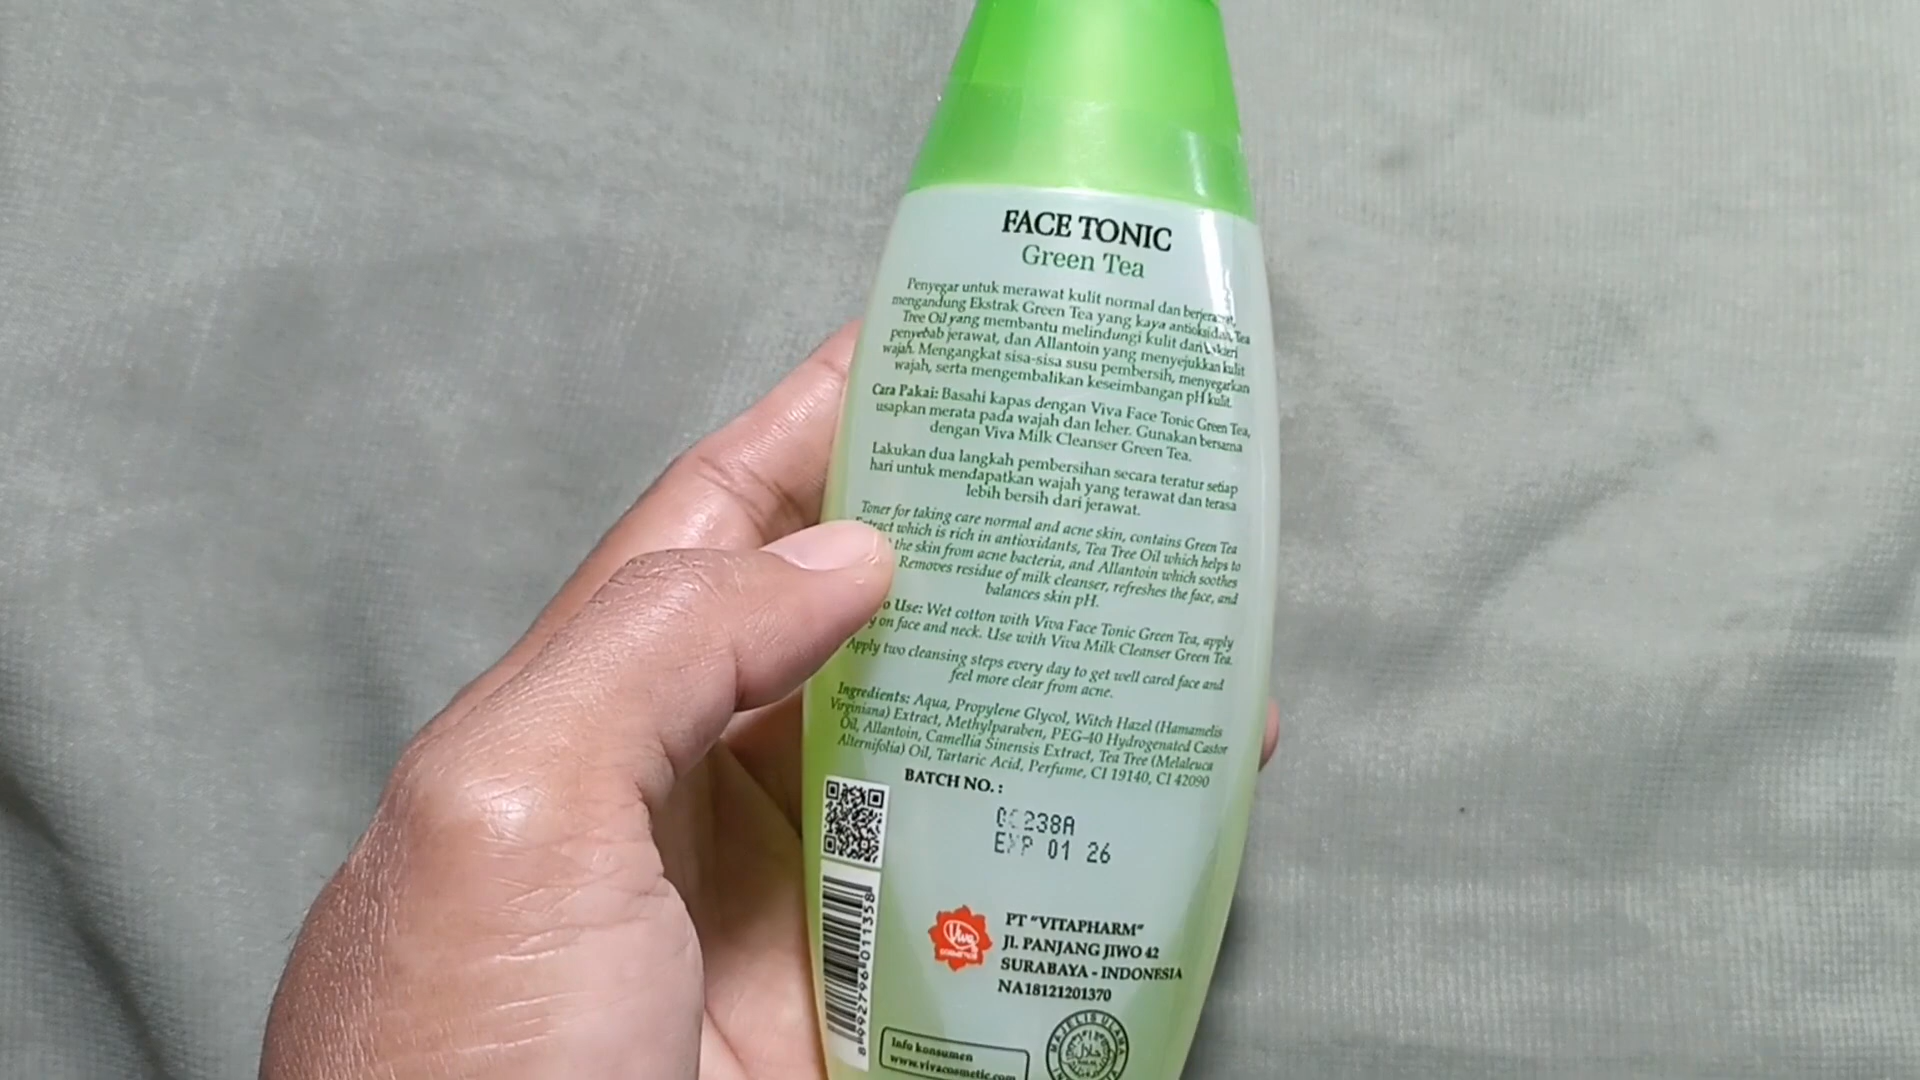 FACE TONIC
Green Tea
Penyegar untuk merawat kulit normal dan berjerawat,
mengandung Ekstrak Green Tea yang kaya antioksidan, Tea
Tree Oil yang membantu melindungi kulit dari bakteri
penyebab jerawat, dan Allantoin yang menyejukkan kulit
wajah. Mengangkat sisa-sisa susu pembersih, menyegarkan
wajah, serta mengembalikan keseimbangan pH kulit.
Cara Pakai: Basahi kapas dengan Viva Face Tonic Green Tea,
usapkan merata pada wajah dan leher. Gunakan bersama
dengan Viva Milk Cleanser Green Tea.
Lakukan dua langkah pembersihan secara teratur setiap
hari untuk mendapatkan wajah yang terawat dan terasa
lebih bersih dari jerawat.
Toner for taking care normal and acne skin, contains Green Tea
Extract which is rich in antioxidants, Tea Tree Oil which helps to
the skin from acne bacteria, and Allantoin which soothes
Removes residue of milk cleanser, refreshes the face, and
balances skin pH.
Use: Wet cotton with Viva Face Tonic Green Tea, apply
on face and neck. Use with Viva Milk Cleanser Green Tea.
Apply two cleansing steps every day to get well cared face and
feel more clear from acne.
Ingredients: Aqua, Propylene Glycol, Witch Hazel (Hamamelis
Virginiana) Extract, Methylparaben, PEG-40 Hydrogenated Castor
Oil, Allantoin, Camellia Sinensis Extract, Tea Tree (Melaleuca
Alternifolia) Oil, Tartaric Acid, Perfume, CI 19140, CI 42090
BATCH NO. :
EXP 01 26
Viva
COSMETICS
PT "VITAPHARM"
Jl. PANJANG JIWO 42
SURABAYA - INDONESIA
NA18121201370
8 992796 011358
Info konsumen
www.vivacosmetic.com
MAJELIS ULAMA
حلال